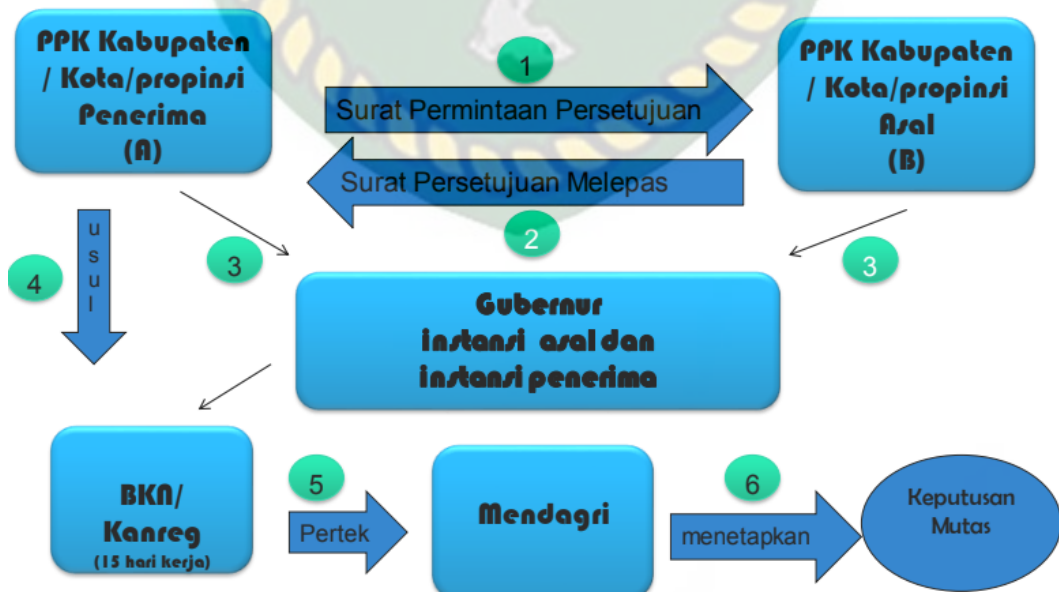 PPK Kabupaten
/ Kota/propinsi
Penerima
(A)
1
Surat Permintaan Persetujuan
PPK Kabupaten
/ Kota/propinsi
Asal
(B)
Surat Persetujuan Melepas
2
usul
4
3
3
Gubernur
instansi asal dan
instansi penerima
BKN/
Kanreg
(15 hari kerja)
5
Pertek
Mendagri
6
menetapkan
Keputusan
Mutas